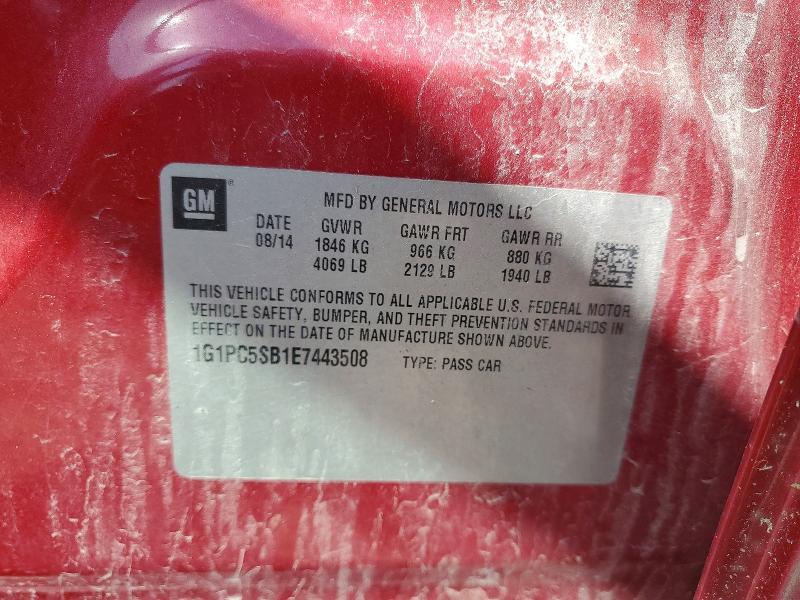 GM®
MFD BY GENERAL MOTORS LLC
DATE GVWR GAWR FRT GAWR RR
08/14 1846 KG 966 KG 880 KG
4069 LB 2129 LB 1940 LB
THIS VEHICLE CONFORMS TO ALL APPLICABLE U.S. FEDERAL MOTOR
VEHICLE SAFETY, BUMPER, AND THEFT PREVENTION STANDARDS IN
EFFECT ON THE DATE OF MANUFACTURE SHOWN ABOVE.
1G1PC5SB1E7443508 TYPE: PASS CAR